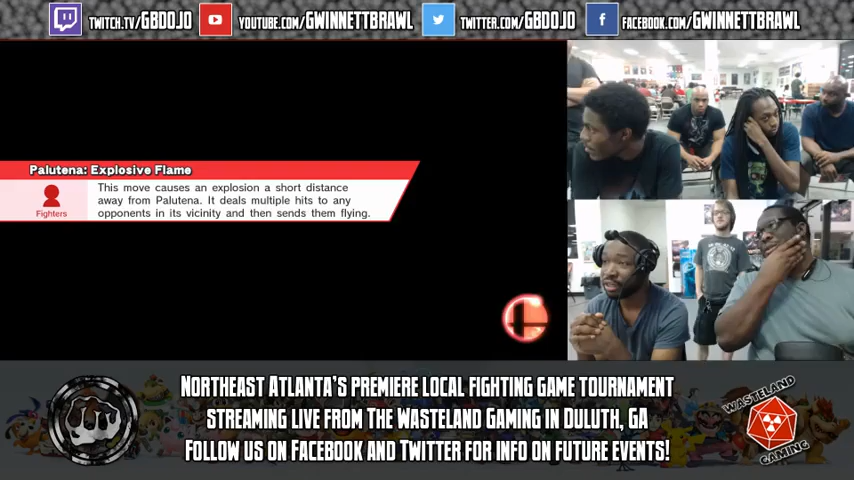 TWITCH.TV/GBDOJO
YOUTUBE.COM/GWINNETTBRAWL
TWITTER.COM/GBDOJO
FACEBOOK.COM/GWINNETTBRAWL
Palutena: Explosive Flame
Fighters
This move causes an explosion a short distance
away from Palutena. It deals multiple hits to any
opponents in its vicinity and then sends them flying.
NORTHEAST ATLANTA'S PREMIERE LOCAL FIGHTING GAME TOURNAMENT
STREAMING LIVE FROM THE WASTELAND GAMING IN DULUTH, GA
FOLLOW US ON FACEBOOK AND TWITTER FOR INFO ON FUTURE EVENTS!
WASTELAND
GAMING